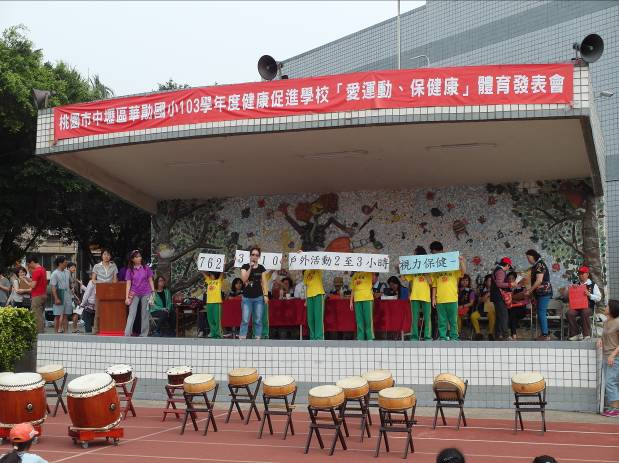 桃園市中壢區華勛國小103學年度健康促進學校「愛運動、保健康」體育發表會
762 3 1 0 戶外活動2至3小時 視力保健一